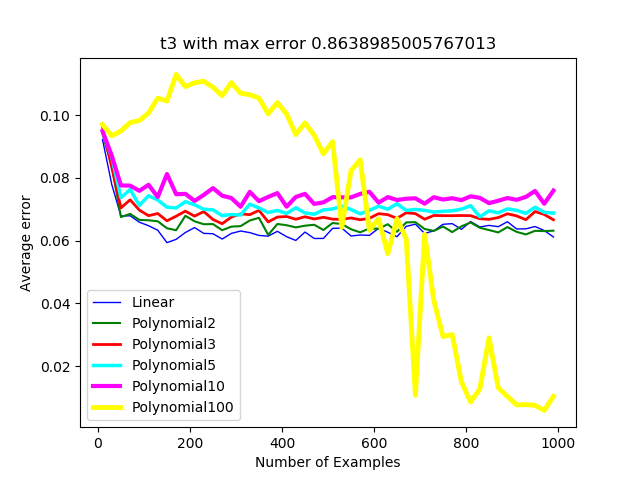 t3 with max error 0.8638985005767013
Average error
0.10
0.08
0.06
0.04
0.02
Linear
Polynomial2
Polynomial3
Polynomial5
Polynomial10
Polynomial100
0 200 400 600 800 1000
Number of Examples